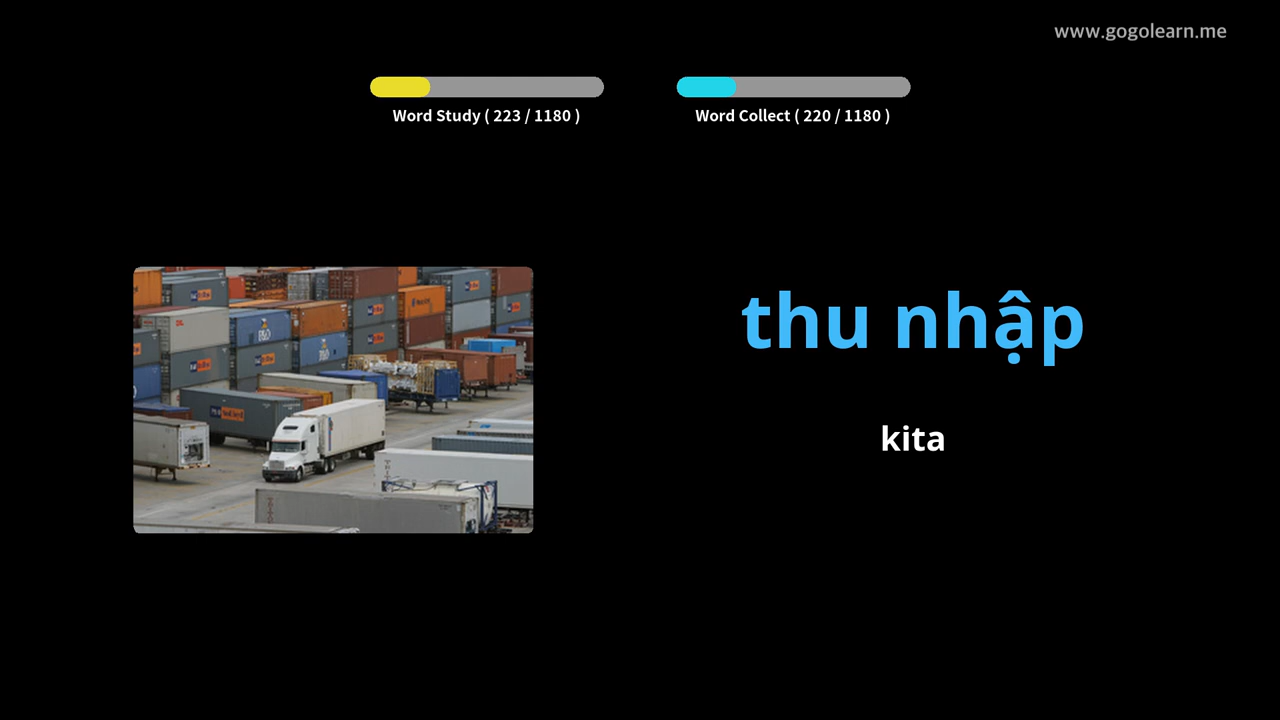 www.gogolearn.me
Word Study ( 223 / 1180 )
Word Collect ( 220 / 1180 )
thu nhập
kita